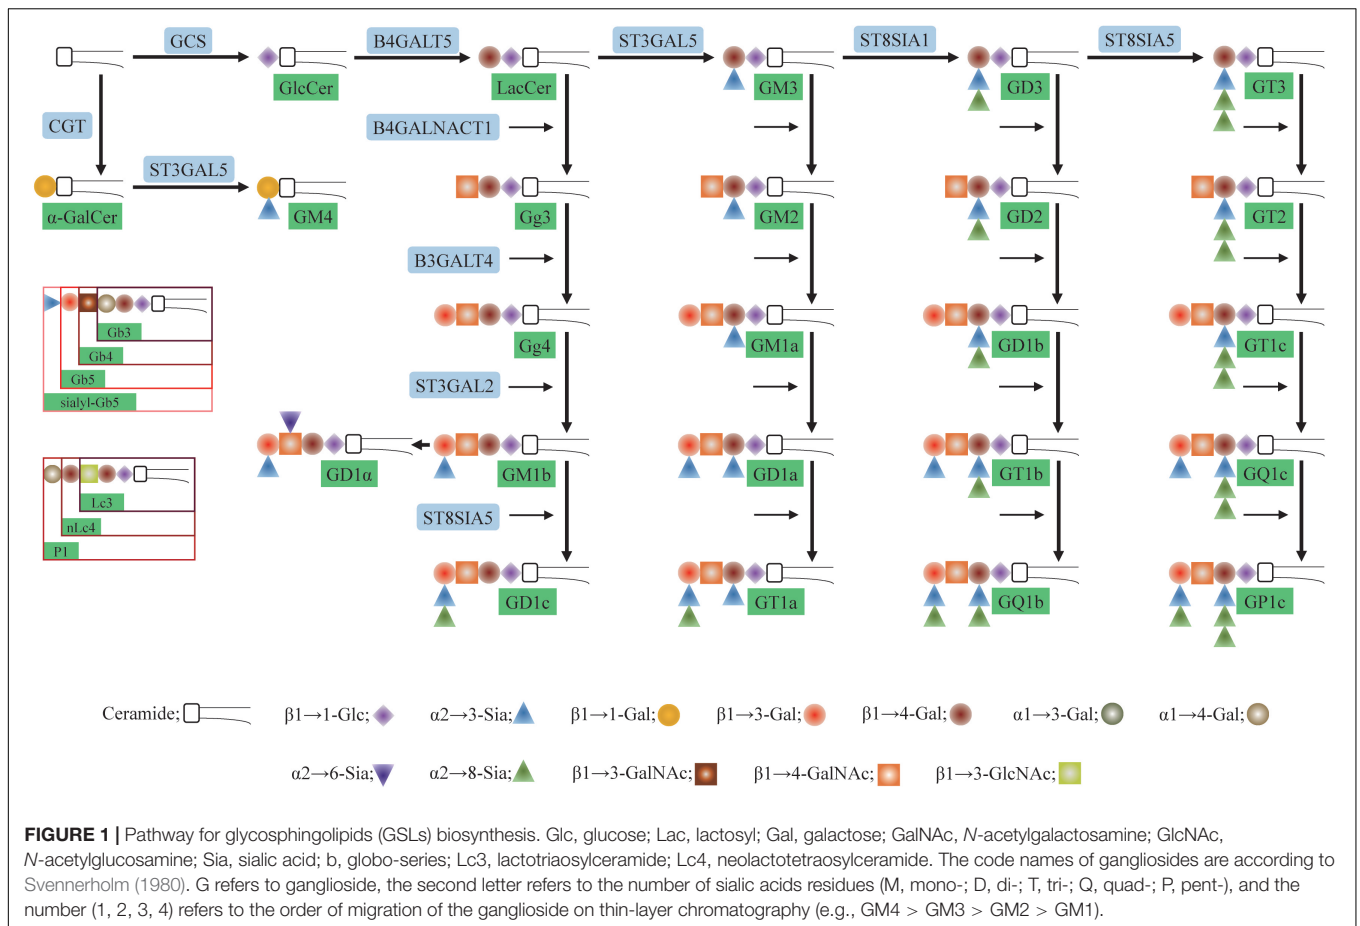 GCS
B4GALT5
ST3GAL5
ST8SIA1
ST8SIA5
GlcCer
LacCer
GM3
GD3
GT3
CGT
B4GALNACT1
ST3GAL5
α-GalCer
GM4
Gg3
GM2
GD2
GT2
B3GALT4
Gb3
Gb4
Gb5
sialyl-Gb5
Gg4
GM1a
GD1b
GT1c
ST3GAL2
GD1α
GM1b
GD1a
GT1b
GQ1c
Lc3
nLc4
P1
ST8SIA5
GD1c
GT1a
GQ1b
GP1c
Ceramide; β1→1-Glc; α2→3-Sia; β1→1-Gal; β1→3-Gal; β1→4-Gal; α1→3-Gal; α1→4-Gal;
α2→6-Sia; α2→8-Sia; β1→3-GalNAc; β1→4-GalNAc; β1→3-GlcNAc;
FIGURE 1 | Pathway for glycosphingolipids (GSLs) biosynthesis. Glc, glucose; Lac, lactosyl; Gal, galactose; GalNAc, N-acetylgalactosamine; GlcNAc,
N-acetylglucosamine; Sia, sialic acid; b, globo-series; Lc3, lactotriaosylceramide; Lc4, neolactotetraosylceramide. The code names of gangliosides are according to
Svennerholm (1980). G refers to ganglioside, the second letter refers to the number of sialic acids residues (M, mono-; D, di-; T, tri-; Q, quad-; P, pent-), and the
number (1, 2, 3, 4) refers to the order of migration of the ganglioside on thin-layer chromatography (e.g., GM4 > GM3 > GM2 > GM1).